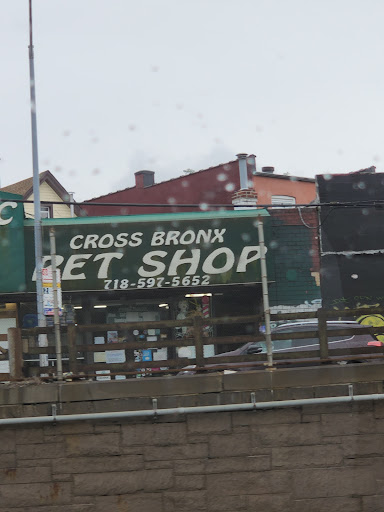 C
CROSS BRONX
PET SHOP
718-597-5652